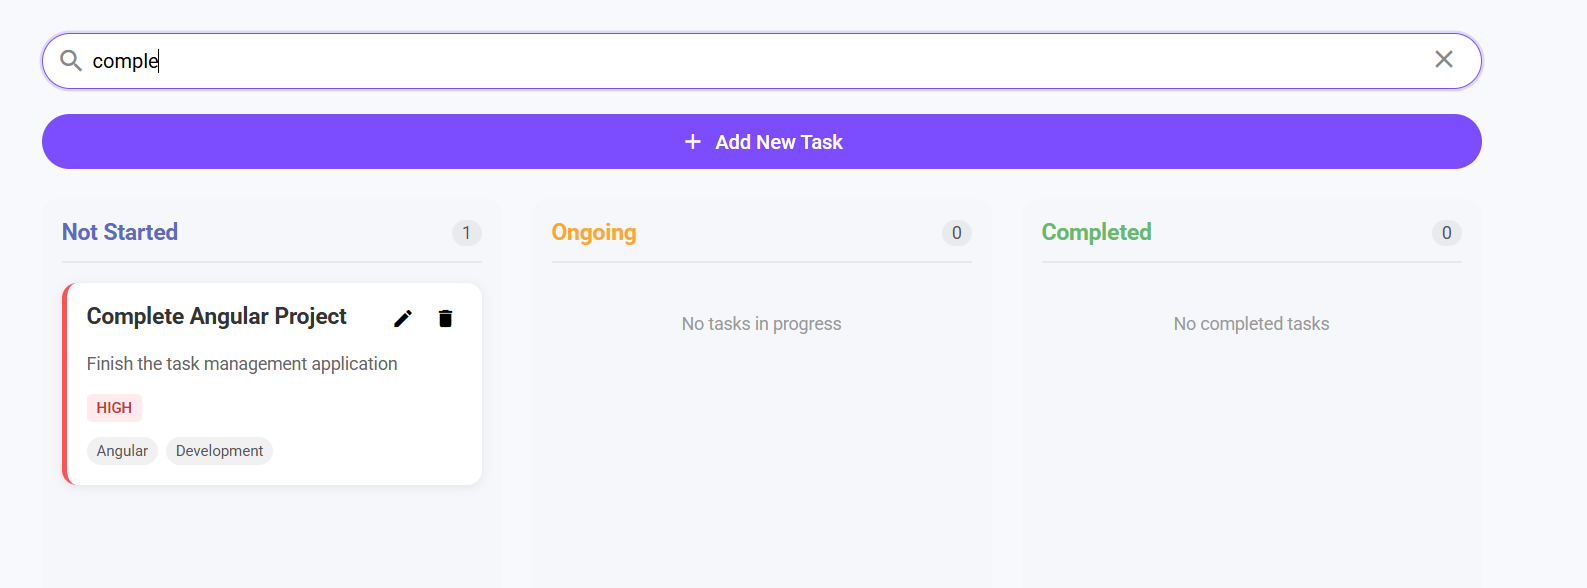 comple
Add New Task
Not Started 1
Complete Angular Project
Finish the task management application
HIGH
Angular Development
Ongoing 0
No tasks in progress
Completed 0
No completed tasks